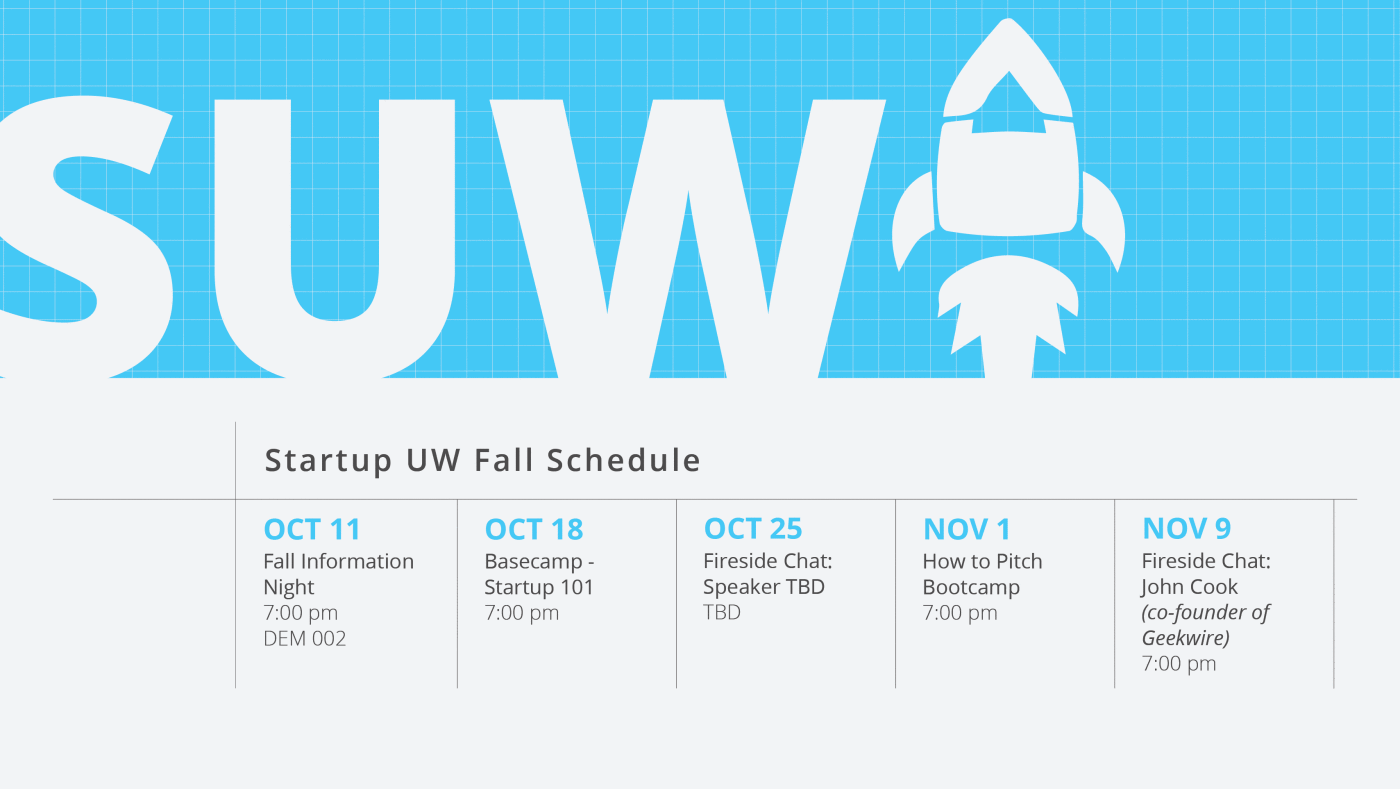 SUW
Startup UW Fall Schedule
OCT 11
Fall Information
Night
7:00 pm
DEM 002
OCT 18
Basecamp -
Startup 101
7:00 pm
OCT 25
Fireside Chat:
Speaker TBD
TBD
NOV 1
How to Pitch
Bootcamp
7:00 pm
NOV 9
Fireside Chat:
John Cook
(co-founder of
Geekwire)
7:00 pm